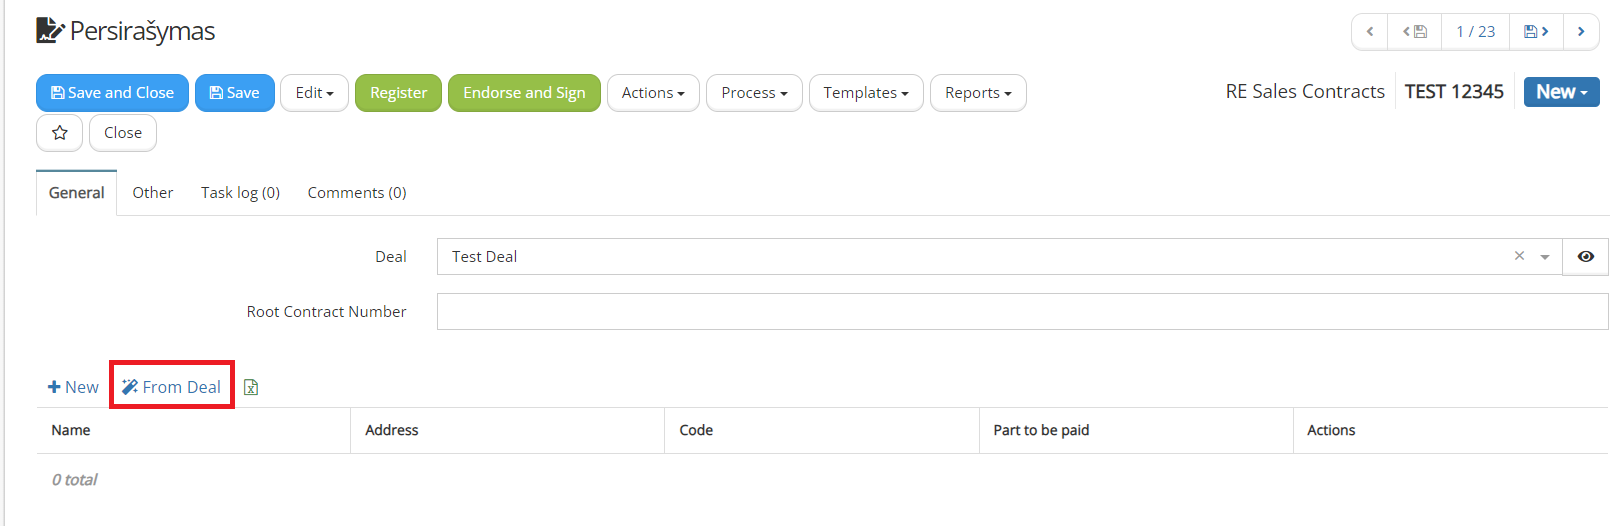 Persirašymas
1 / 23
Save and Close Save Edit Register Endorse and Sign Actions Process Templates Reports
RE Sales Contracts TEST 12345 New
Close
General Other Task log (0) Comments (0)
Deal Test Deal
Root Contract Number
New From Deal
Name Address Code Part to be paid Actions
0 total